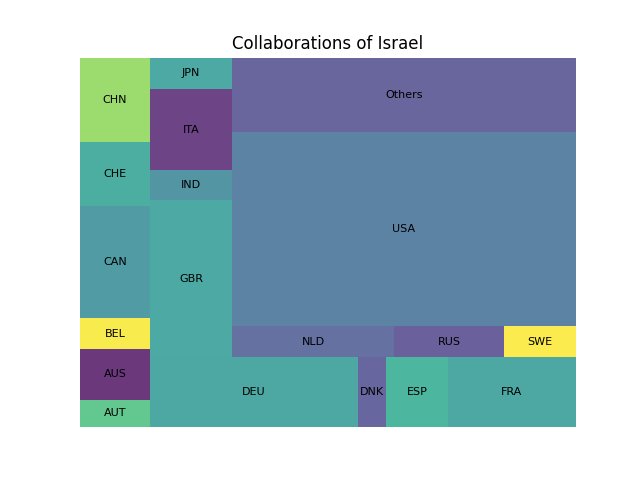 Collaborations of Israel
JPN
Others
CHN
ITA
CHE
IND
USA
CAN
GBR
BEL
NLD
RUS
SWE
AUS
DEU
DNK
ESP
FRA
AUT